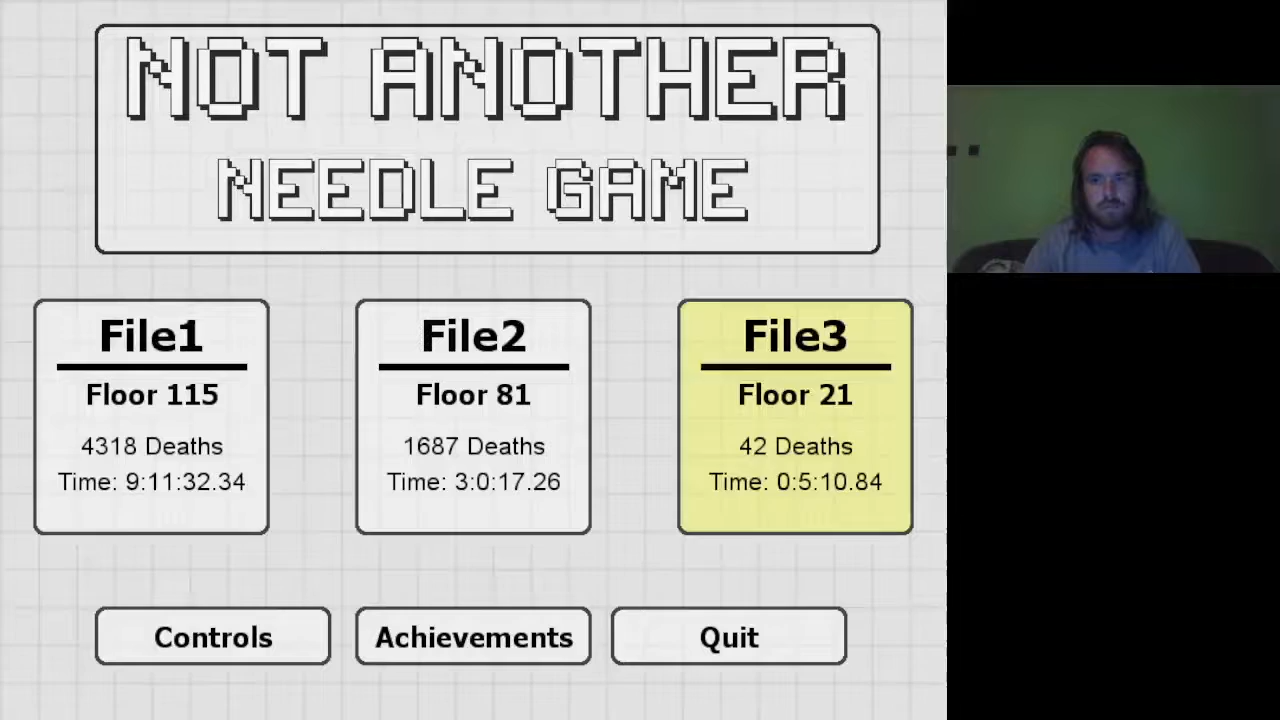 NOT ANOTHER
NEEDLE GAME
File1
Floor 115
4318 Deaths
Time: 9:11:32.34
File2
Floor 81
1687 Deaths
Time: 3:0:17.26
File3
Floor 21
42 Deaths
Time: 0:5:10.84
Controls
Achievements
Quit